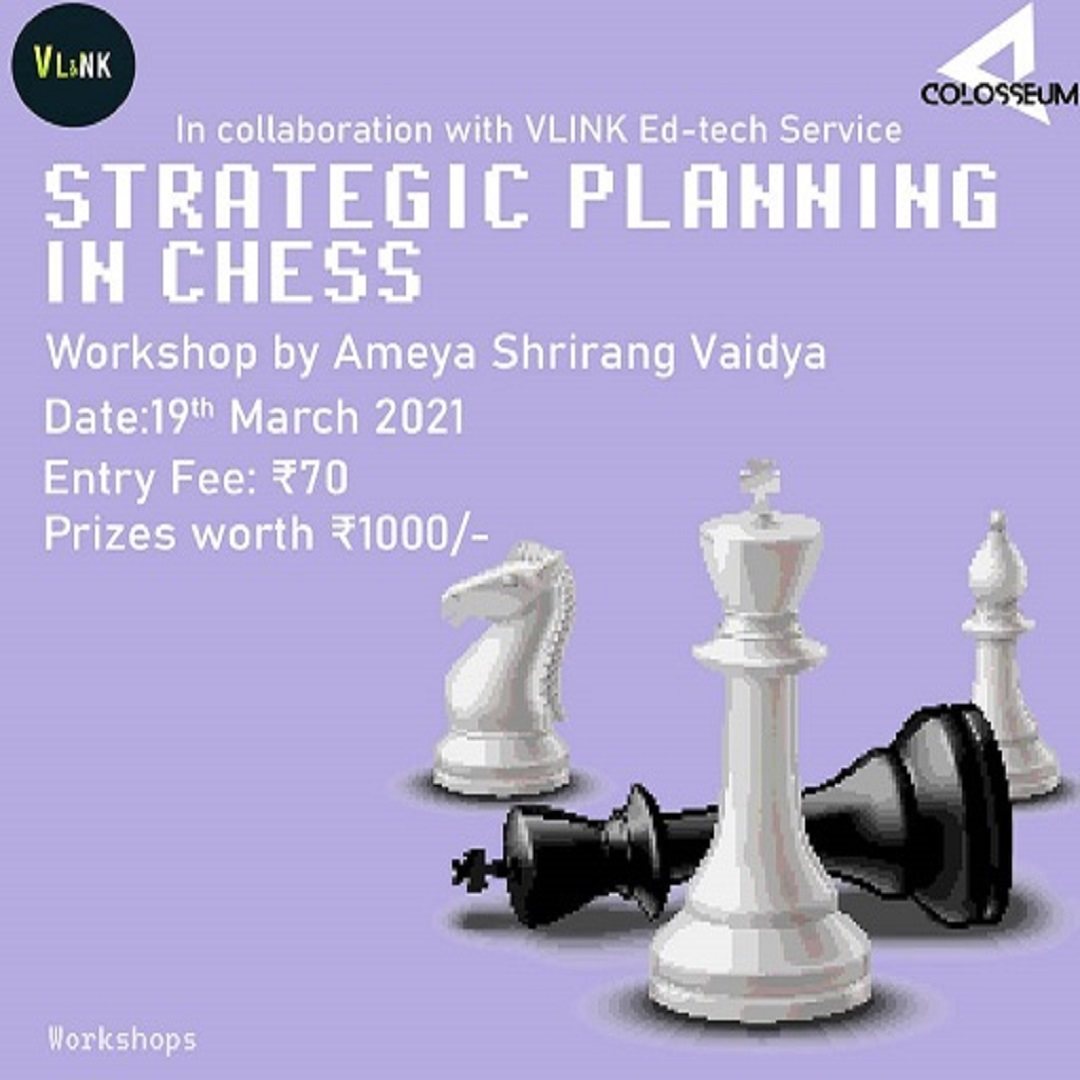 VL&NK
COLOSSEUM
In collaboration with VLINK Ed-tech Service
STRATEGIC PLANNING
IN CHESS
Workshop by Ameya Shrirang Vaidya
Date:19th March 2021
Entry Fee: ₹70
Prizes worth ₹1000/-
Workshops